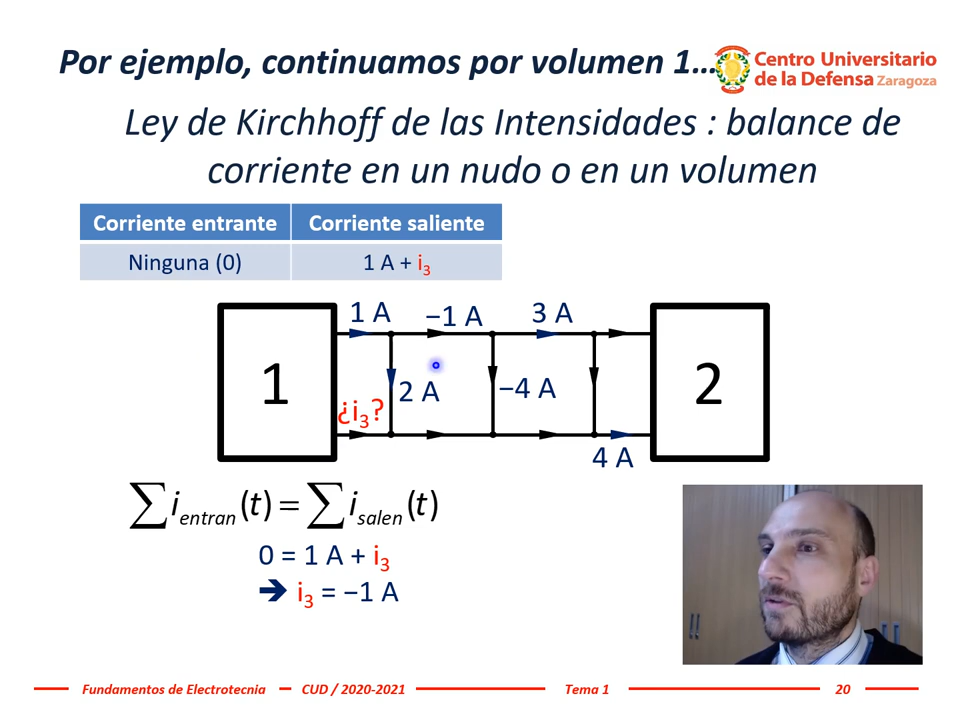 Por ejemplo, continuamos por volumen 1...
Centro Universitario
de la Defensa Zaragoza
Ley de Kirchhoff de las Intensidades : balance de
corriente en un nudo o en un volumen
Corriente entrante Corriente saliente
Ninguna (0) 1 A + i₃
1 A −1 A 3 A
1 2 A −4 A 2
¿i₃?
4 A
∑ i entran (t) = ∑ i salen (t)
0 = 1 A + i₃
➔ i₃ = −1 A
Fundamentos de Electrotecnia CUD / 2020-2021 Tema 1 20